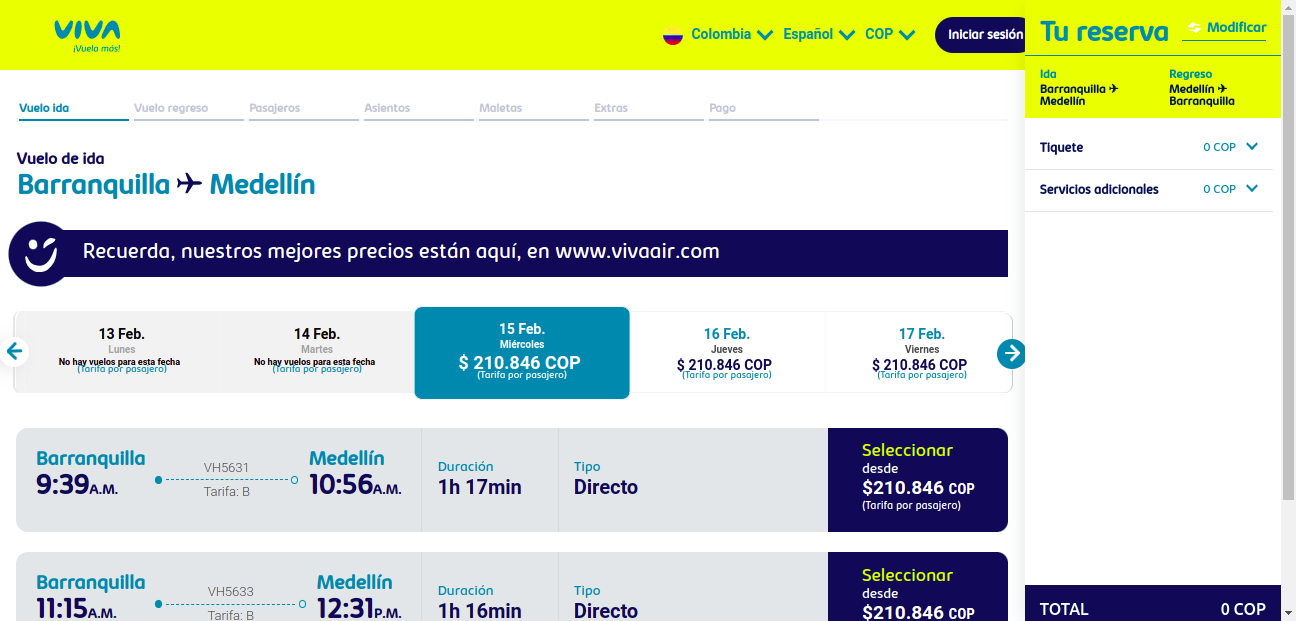 VIVA
¡Vuela más!
Colombia Español COP Iniciar sesión
Tu reserva Modificar
Ida
Barranquilla ✈
Medellín
Regreso
Medellín ✈
Barranquilla
Tiquete 0 COP
Servicios adicionales 0 COP
TOTAL 0 COP
Vuelo ida Vuelo regreso Pasajeros Asientos Maletas Extras Pago
Vuelo de ida
Barranquilla ✈ Medellín
Recuerda, nuestros mejores precios están aquí, en www.vivaair.com
13 Feb.
Lunes
No hay vuelos para esta fecha
(Tarifa por pasajero)
14 Feb.
Martes
No hay vuelos para esta fecha
(Tarifa por pasajero)
15 Feb.
Miércoles
$ 210.846 COP
(Tarifa por pasajero)
16 Feb.
Jueves
$ 210.846 COP
(Tarifa por pasajero)
17 Feb.
Viernes
$ 210.846 COP
(Tarifa por pasajero)
Barranquilla
9:39A.M.
VH5631
Tarifa: B
Medellín
10:56A.M.
Duración
1h 17min
Tipo
Directo
Seleccionar
desde
$210.846 COP
(Tarifa por pasajero)
Barranquilla
11:15A.M.
VH5633
Tarifa: B
Medellín
12:31P.M.
Duración
1h 16min
Tipo
Directo
Seleccionar
desde
$210.846 COP